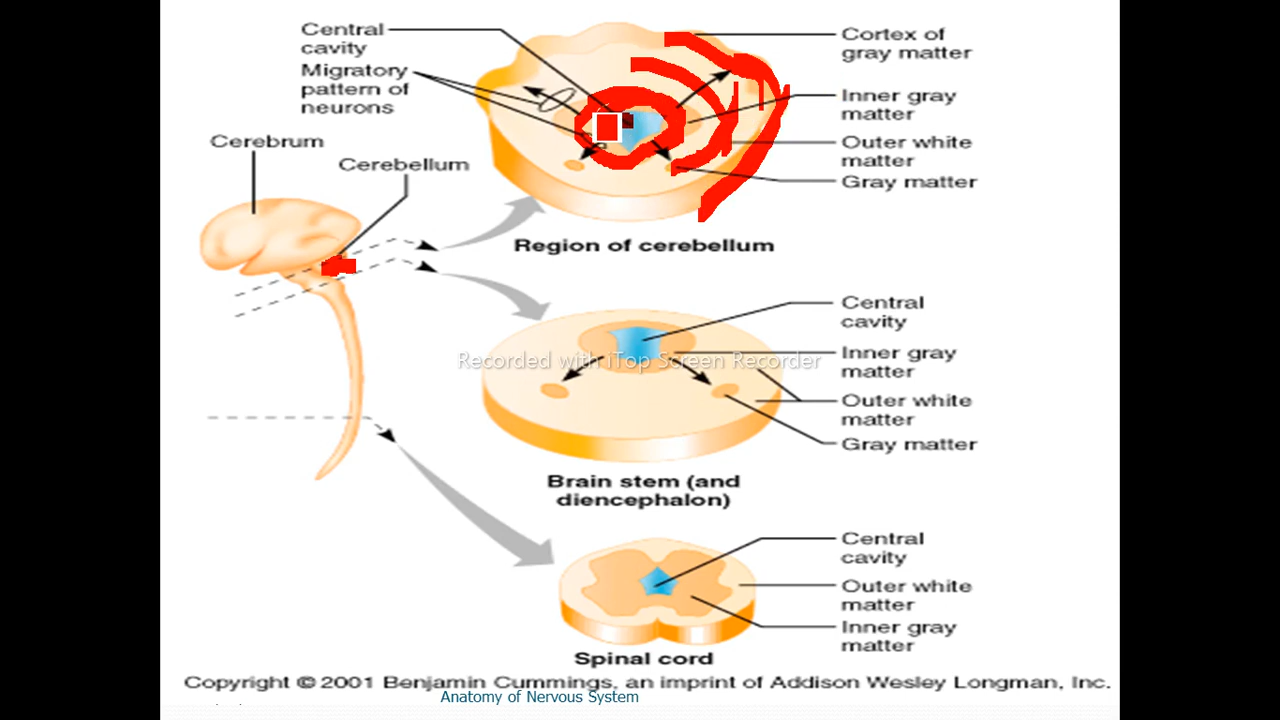 Central
cavity
Migratory
pattern of
neurons
Cortex of
gray matter
Inner gray
matter
Outer white
matter
Gray matter
Cerebrum
Cerebellum
Region of cerebellum
Central
cavity
Inner gray
matter
Outer white
matter
Gray matter
Recorded with iTop Screen Recorder
Brain stem (and
diencephalon)
Central
cavity
Outer white
matter
Inner gray
matter
Spinal cord
Copyright © 2001 Benjamin Cummings, an imprint of Addison Wesley Longman, Inc.
Anatomy of Nervous System